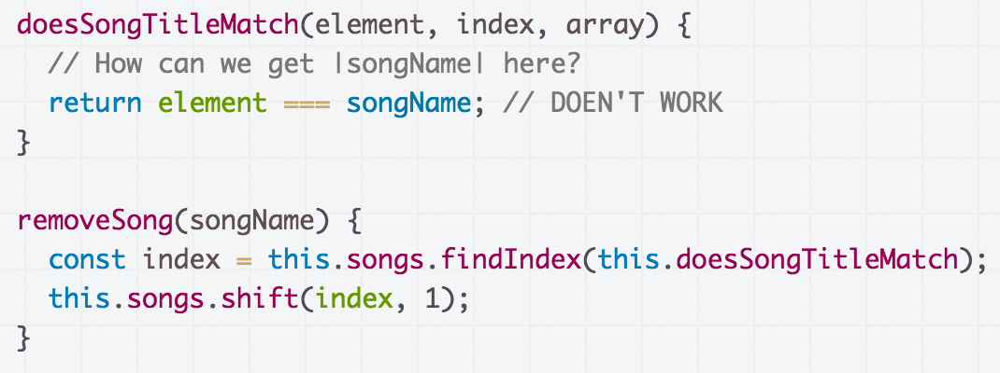 doesSongTitleMatch(element, index, array) {
  // How can we get |songName| here?
  return element === songName; // DOEN'T WORK
}
removeSong(songName) {
  const index = this.songs.findIndex(this.doesSongTitleMatch);
  this.songs.shift(index, 1);
}